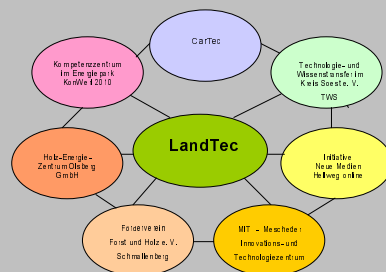 CarTec
Kompetenzzentrum
im Energiepark
KonWerl 2010
Technologie- und
Wissenstransfer im
Kreis Soest e. V.
TWS
LandTec
Holz-Energie-
Zentrum Olsberg
GmbH
Initiative
Neue Medien
Hellweg online
Förderverein
Forst und Holz e. V.
Schmallenberg
MIT - Mescheder
Innovations- und
Technologiezentrum